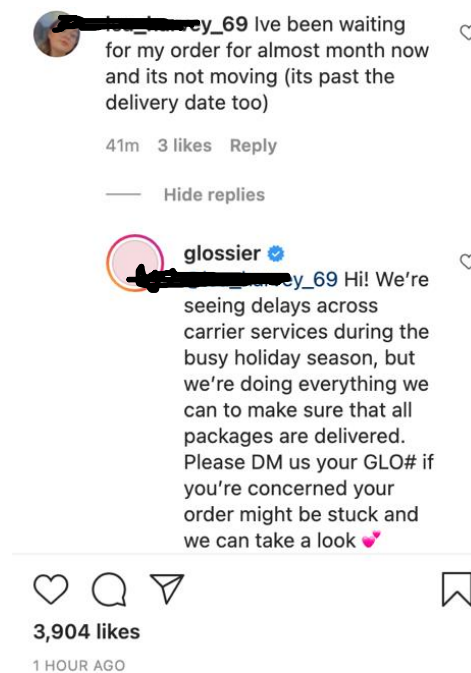 ey_69 Ive been waiting
for my order for almost month now
and its not moving (its past the
delivery date too)
41m 3 likes Reply
Hide replies
glossier
ey_69 Hi! We're
seeing delays across
carrier services during the
busy holiday season, but
we're doing everything we
can to make sure that all
packages are delivered.
Please DM us your GLO# if
you're concerned your
order might be stuck and
we can take a look 💕
3,904 likes
1 HOUR AGO